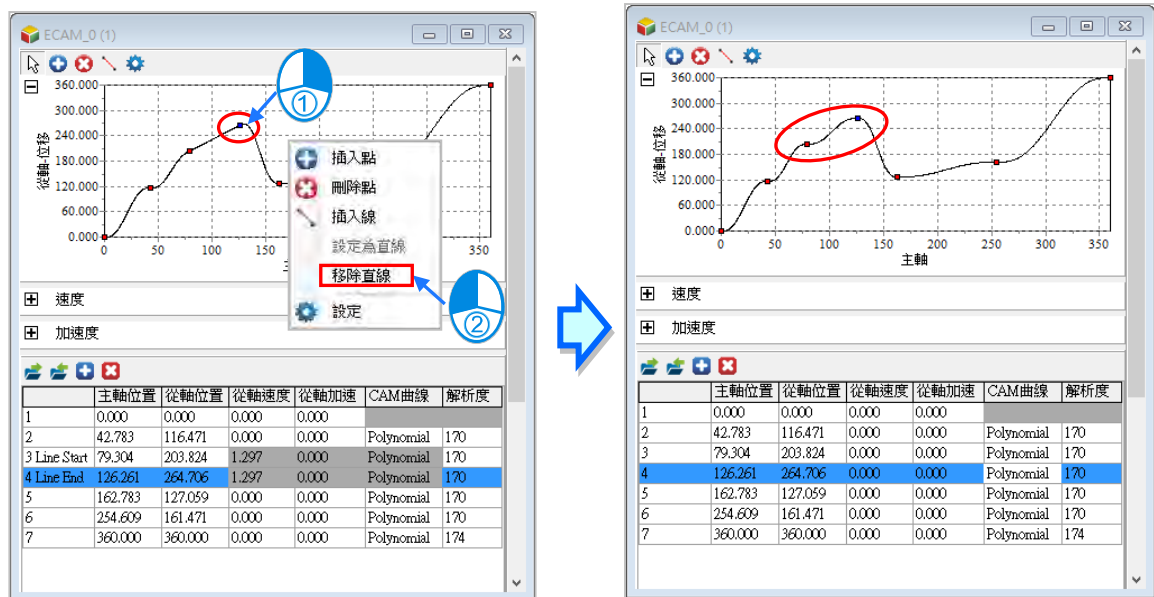 ECAM_0 (1)
360.000
300.000
240.000
180.000
120.000
60.000
0.000
從軸-位移
0 50 100 150 350
主
①
插入點
刪除點
插入線
設定為直線
移除直線
設定
②
速度
加速度
主軸位置 從軸位置 從軸速度 從軸加速 CAM曲線 解析度
1 0.000 0.000 0.000 0.000
2 42.783 116.471 0.000 0.000 Polynomial 170
3 Line Start 79.304 203.824 1.297 0.000 Polynomial 170
4 Line End 126.261 264.706 1.297 0.000 Polynomial 170
5 162.783 127.059 0.000 0.000 Polynomial 170
6 254.609 161.471 0.000 0.000 Polynomial 170
7 360.000 360.000 0.000 0.000 Polynomial 174
ECAM_0 (1)
360.000
300.000
240.000
180.000
120.000
60.000
0.000
從軸-位移
0 50 100 150 200 250 300 350
主軸
速度
加速度
主軸位置 從軸位置 從軸速度 從軸加速 CAM曲線 解析度
1 0.000 0.000 0.000 0.000
2 42.783 116.471 0.000 0.000 Polynomial 170
3 79.304 203.824 0.000 0.000 Polynomial 170
4 126.261 264.706 0.000 0.000 Polynomial 170
5 162.783 127.059 0.000 0.000 Polynomial 170
6 254.609 161.471 0.000 0.000 Polynomial 170
7 360.000 360.000 0.000 0.000 Polynomial 174